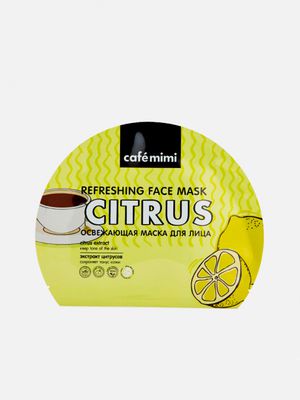 café mimi
REFRESHING FACE MASK
CITRUS
ОСВЕЖАЮЩАЯ МАСКА ДЛЯ ЛИЦА
citrus extract
keep tone of the skin
экстракт цитрусов
сохраняет тонус кожи